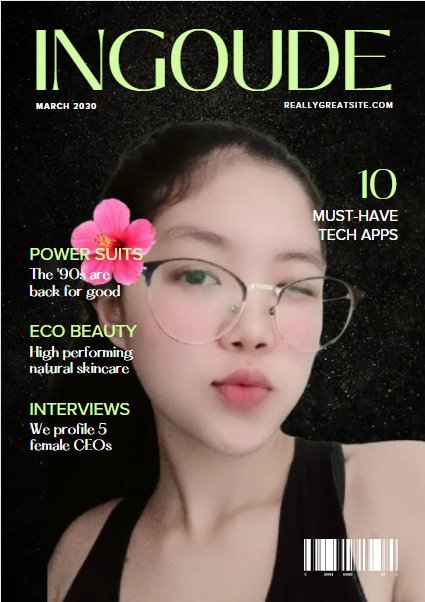 INGOUDE
MARCH 2030
REALLYGREATSITE.COM
10
MUST-HAVE
TECH APPS
POWER SUITS
The '90s are
back for good
ECO BEAUTY
High performing
natural skincare
INTERVIEWS
We profile 5
female CEOs